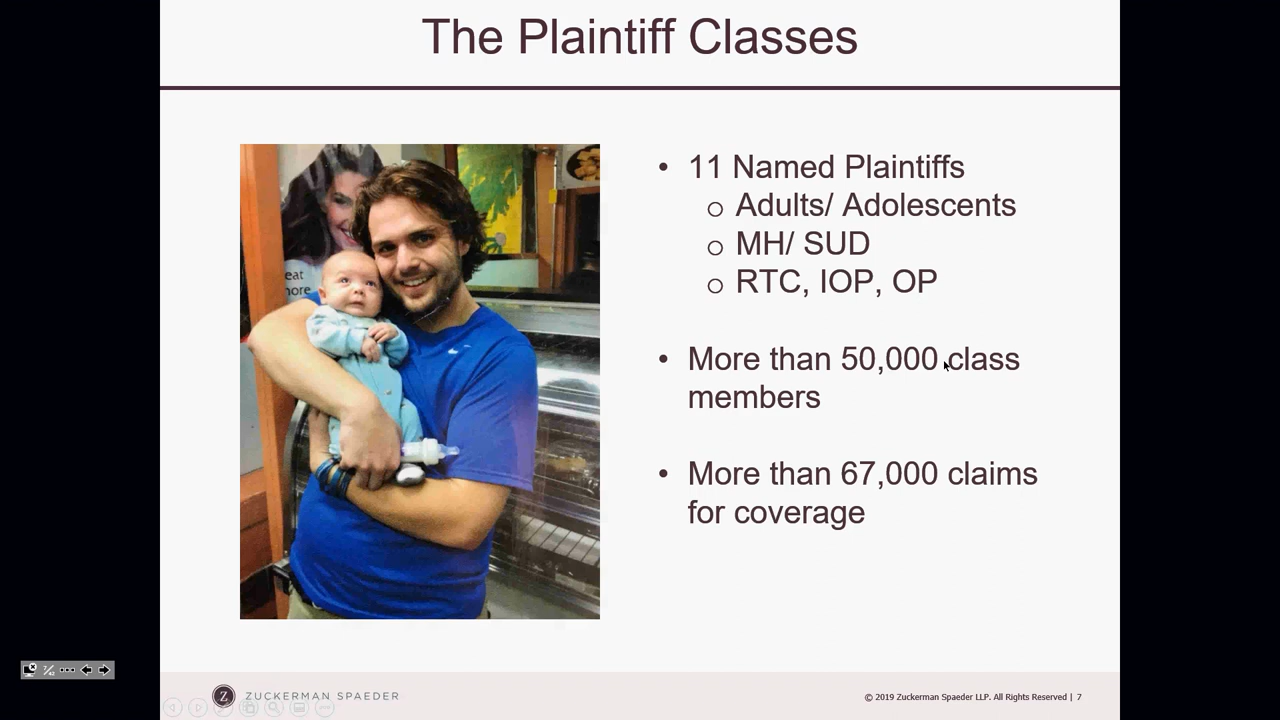 The Plaintiff Classes
eat
more
• 11 Named Plaintiffs
o Adults/ Adolescents
o MH/ SUD
o RTC, IOP, OP
• More than 50,000 class
members
• More than 67,000 claims
for coverage
Z ZUCKERMAN SPAEDER
© 2019 Zuckerman Spaeder LLP. All Rights Reserved | 7